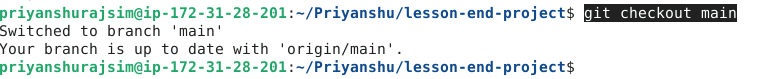 priyanshurajsim@ip-172-31-28-201:~/Priyanshu/lesson-end-project$ git checkout main
Switched to branch 'main'
Your branch is up to date with 'origin/main'.
priyanshurajsim@ip-172-31-28-201:~/Priyanshu/lesson-end-project$